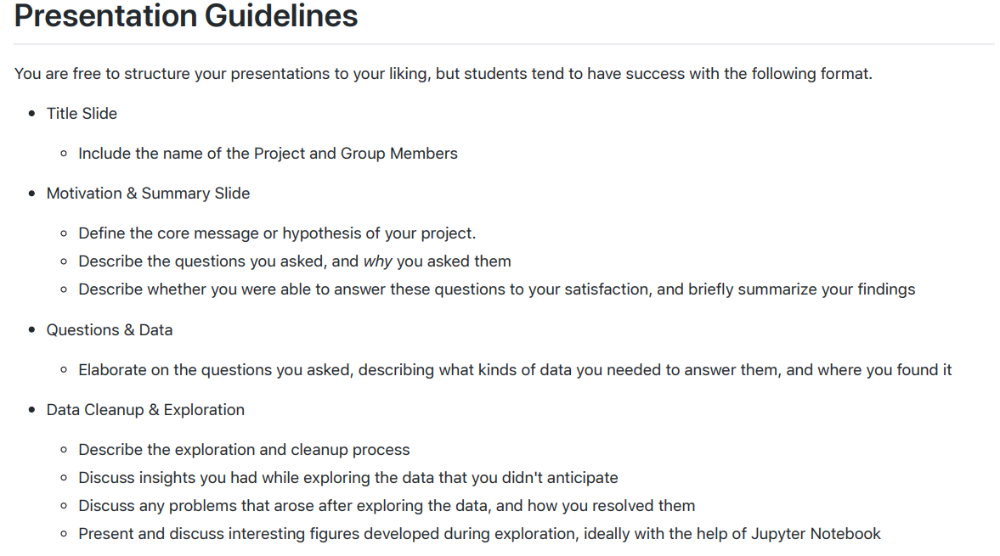 Presentation Guidelines
You are free to structure your presentations to your liking, but students tend to have success with the following format.
• Title Slide
◦ Include the name of the Project and Group Members
• Motivation & Summary Slide
◦ Define the core message or hypothesis of your project.
◦ Describe the questions you asked, and why you asked them
◦ Describe whether you were able to answer these questions to your satisfaction, and briefly summarize your findings
• Questions & Data
◦ Elaborate on the questions you asked, describing what kinds of data you needed to answer them, and where you found it
• Data Cleanup & Exploration
◦ Describe the exploration and cleanup process
◦ Discuss insights you had while exploring the data that you didn't anticipate
◦ Discuss any problems that arose after exploring the data, and how you resolved them
◦ Present and discuss interesting figures developed during exploration, ideally with the help of Jupyter Notebook